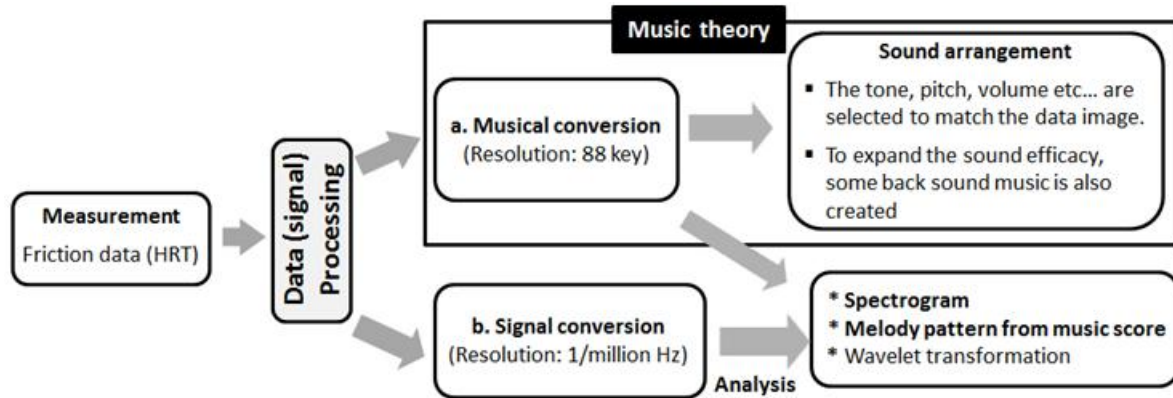 Music theory
Measurement
Friction data (HRT)
Data (signal)
Processing
a. Musical conversion
(Resolution: 88 key)
Sound arrangement
▪ The tone, pitch, volume etc... are
selected to match the data image.
▪ To expand the sound efficacy,
some back sound music is also
created
b. Signal conversion
(Resolution: 1/million Hz)
Analysis
* Spectrogram
* Melody pattern from music score
* Wavelet transformation